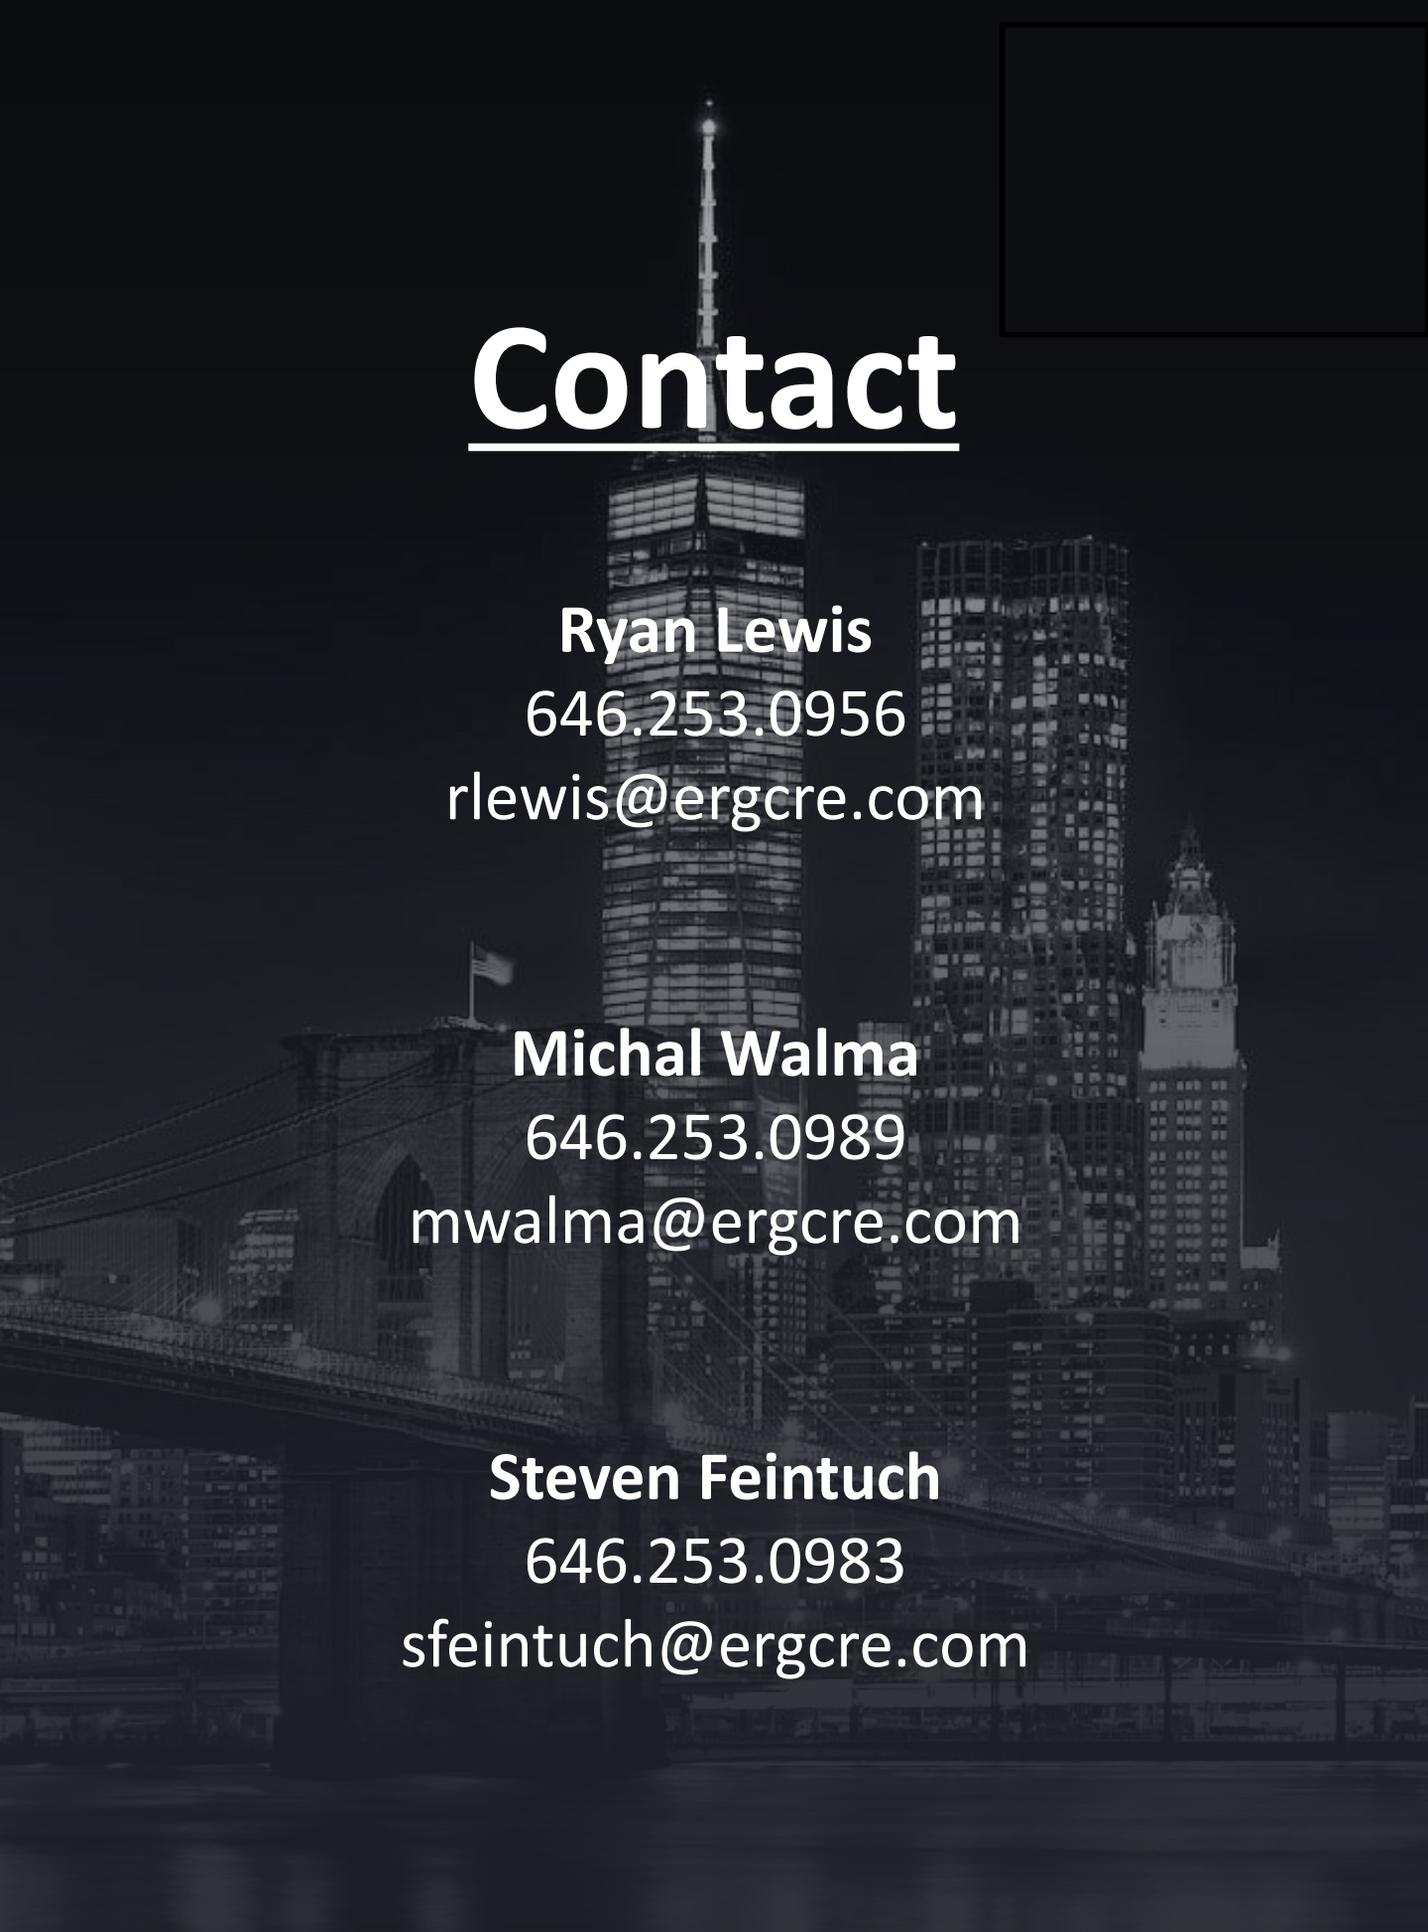 Contact
Ryan Lewis
646.253.0956
rlewis@ergcre.com
Michal Walma
646.253.0989
mwalma@ergcre.com
Steven Feintuch
646.253.0983
sfeintuch@ergcre.com